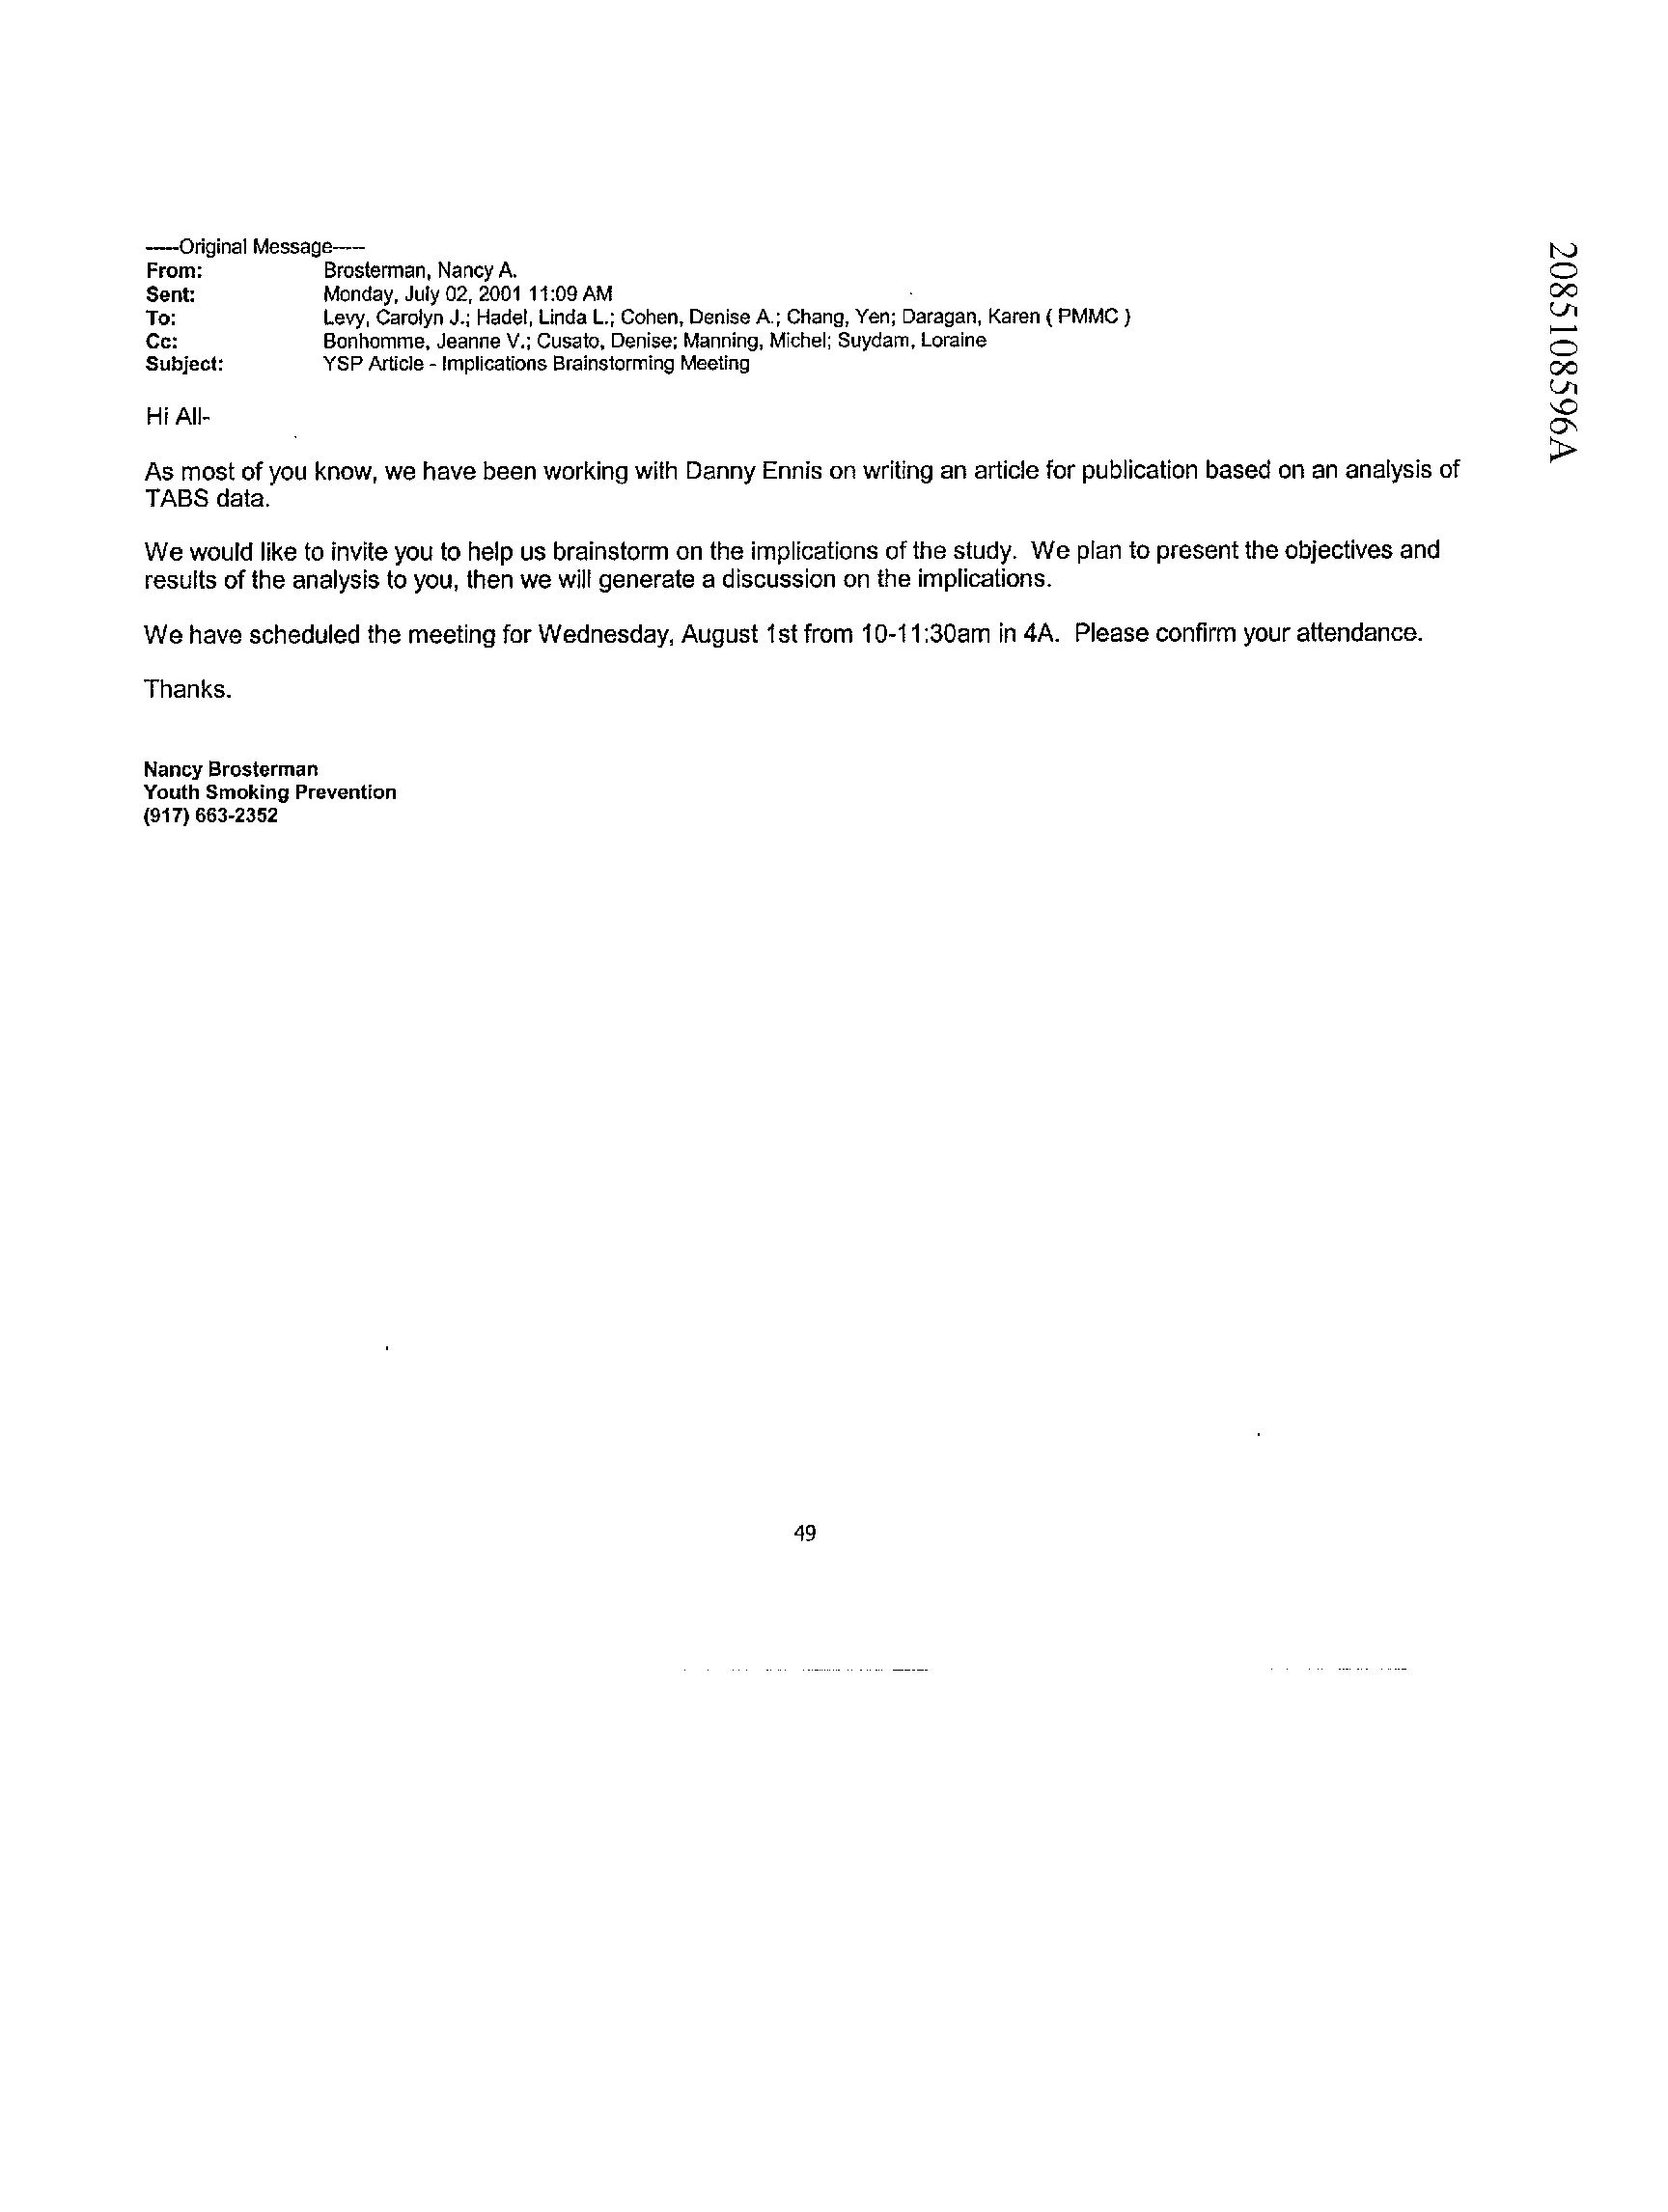 -----Original Message-----
From: Brosterman, Nancy A.
Sent: Monday, July 02, 2001 11:09 AM
To: Levy, Carolyn J.; Hadel, Linda L.; Cohen, Denise A.; Chang, Yen; Daragan, Karen ( PMMC )
Cc: Bonhomme, Jeanne V.; Cusato, Denise; Manning, Michel; Suydam, Loraine
Subject: YSP Article - Implications Brainstorming Meeting
Hi All-
As most of you know, we have been working with Danny Ennis on writing an article for publication based on an analysis of
TABS data.
We would like to invite you to help us brainstorm on the implications of the study. We plan to present the objectives and
results of the analysis to you, then we will generate a discussion on the implications.
We have scheduled the meeting for Wednesday, August 1st from 10-11:30am in 4A. Please confirm your attendance.
Thanks.
Nancy Brosterman
Youth Smoking Prevention
(917) 663-2352
49
2085108596A